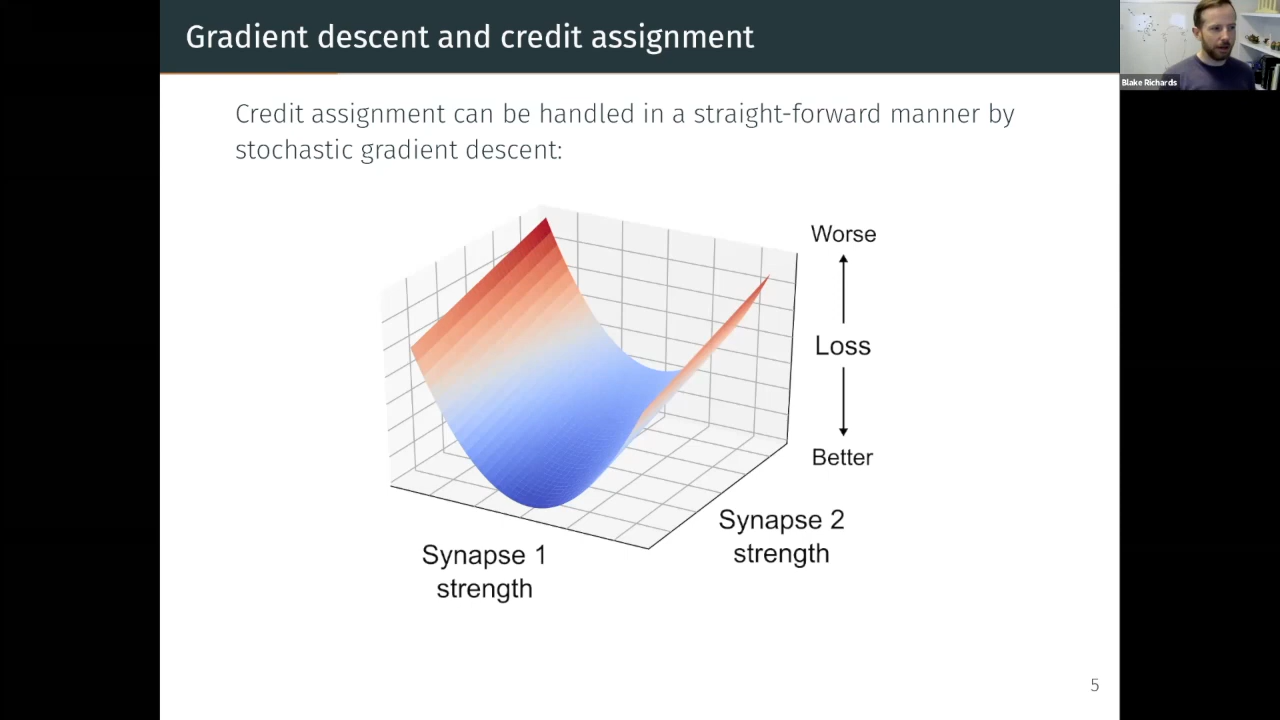 Gradient descent and credit assignment
Blake Richards
Credit assignment can be handled in a straight-forward manner by
stochastic gradient descent:
Worse
Loss
Better
Synapse 2
strength
Synapse 1
strength
5